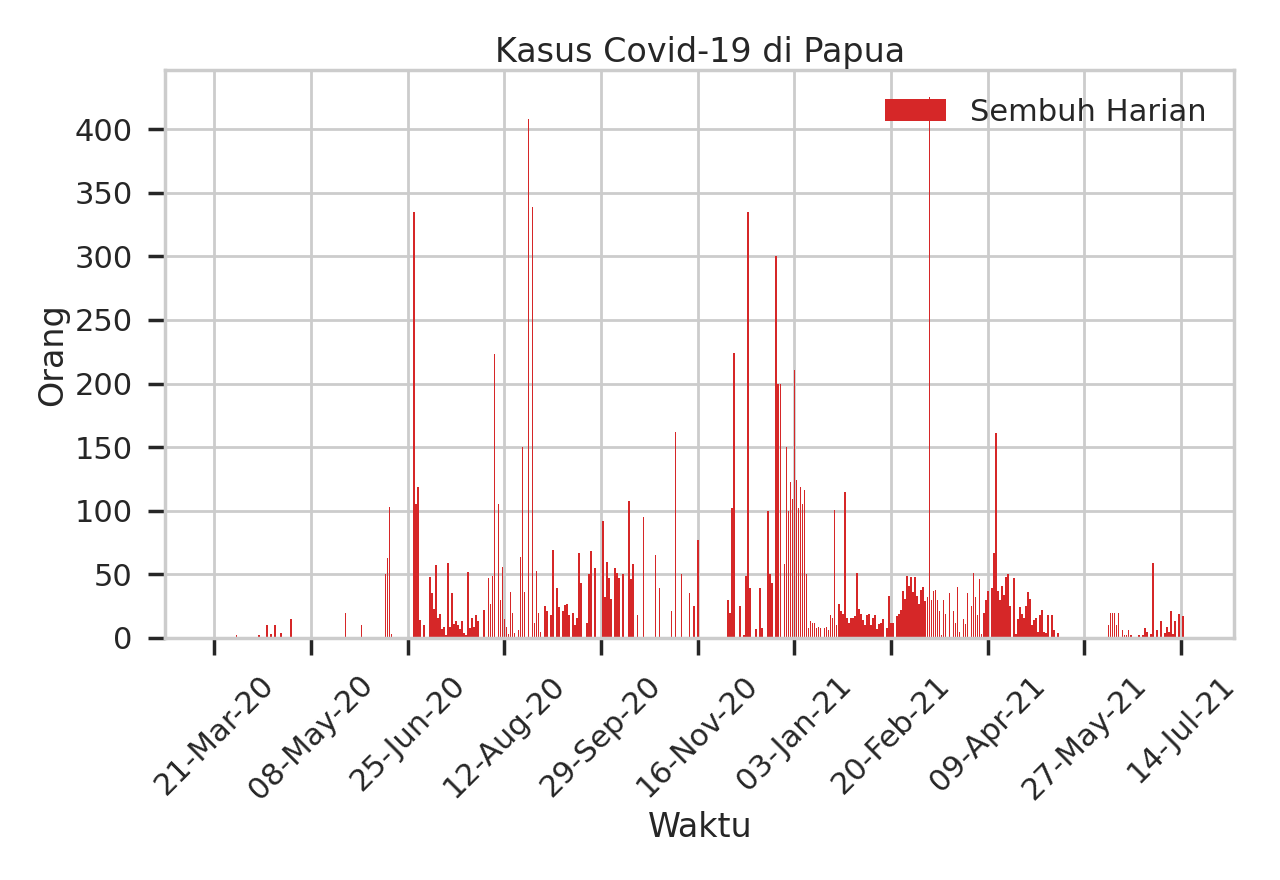 Kasus Covid-19 di Papua
Sembuh Harian
Orang
400
350
300
250
200
150
100
50
0
21-Mar-20
08-May-20
25-Jun-20
12-Aug-20
29-Sep-20
16-Nov-20
03-Jan-21
20-Feb-21
09-Apr-21
27-May-21
14-Jul-21
Waktu